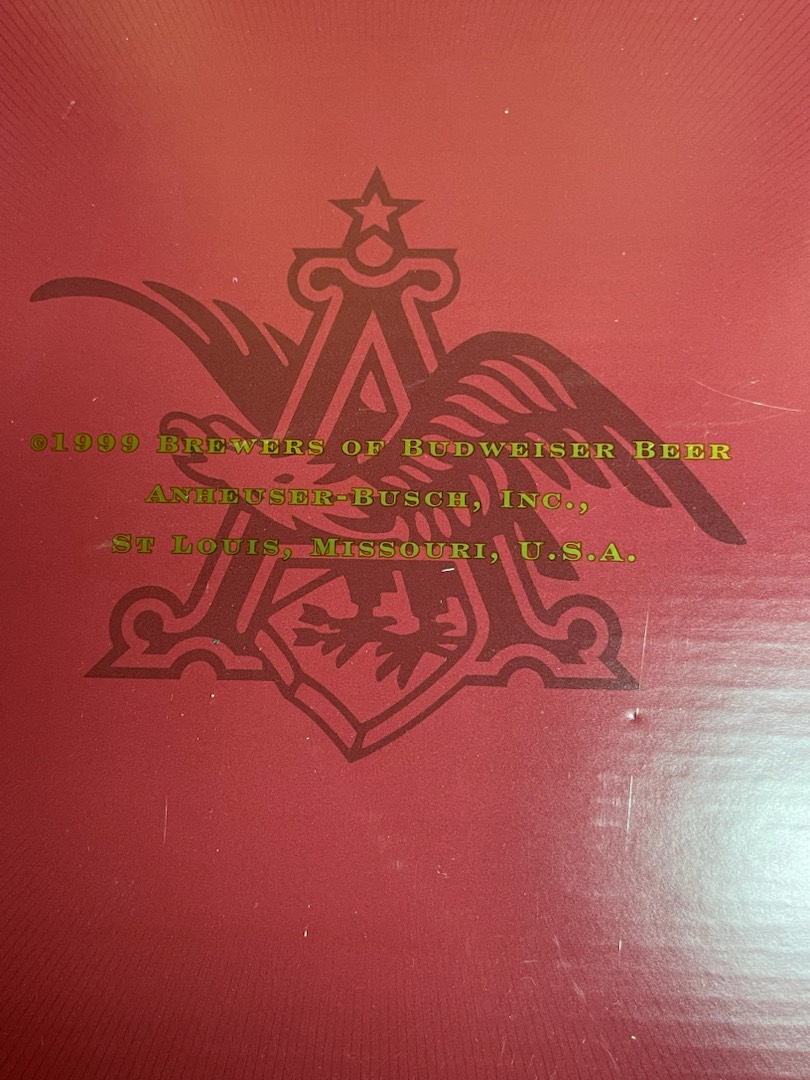 ©1999 Brewers of Budweiser Beer
Anheuser-Busch, Inc.,
St Louis, Missouri, U.S.A.